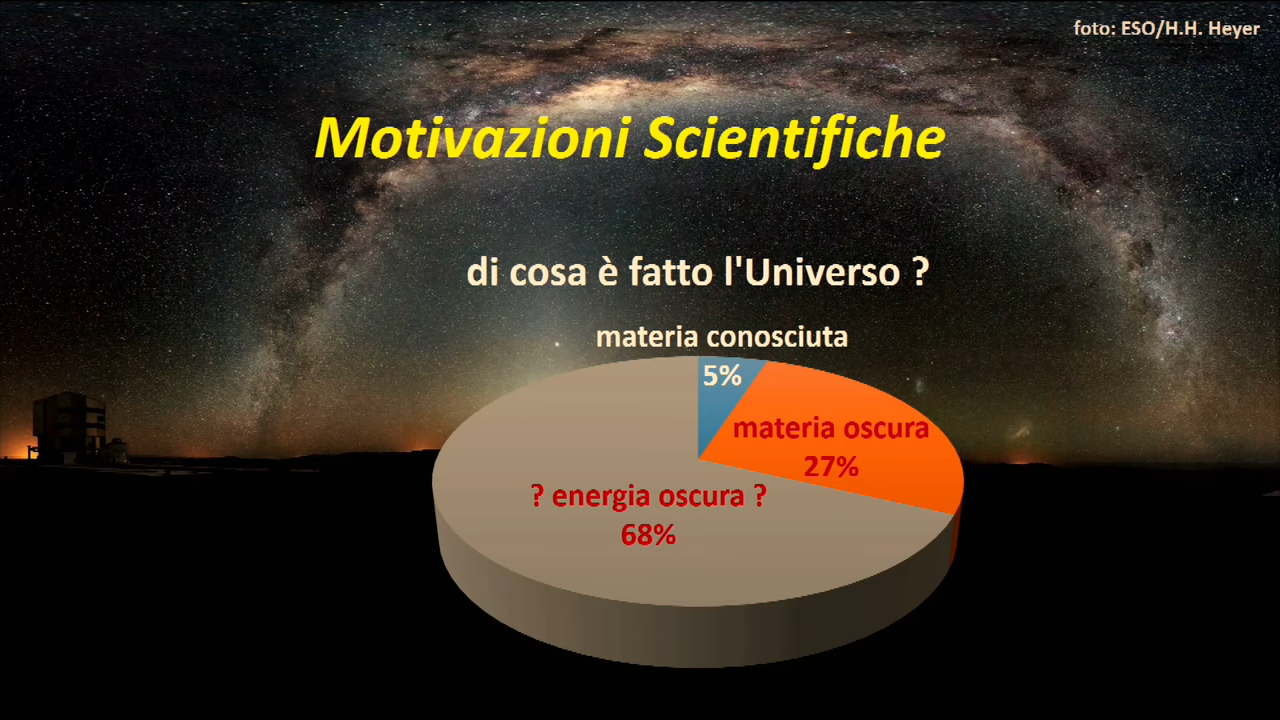 foto: ESO/H.H. Heyer
Motivazioni Scientifiche
di cosa è fatto l'Universo ?
materia conosciuta
5%
materia oscura
27%
? energia oscura ?
68%